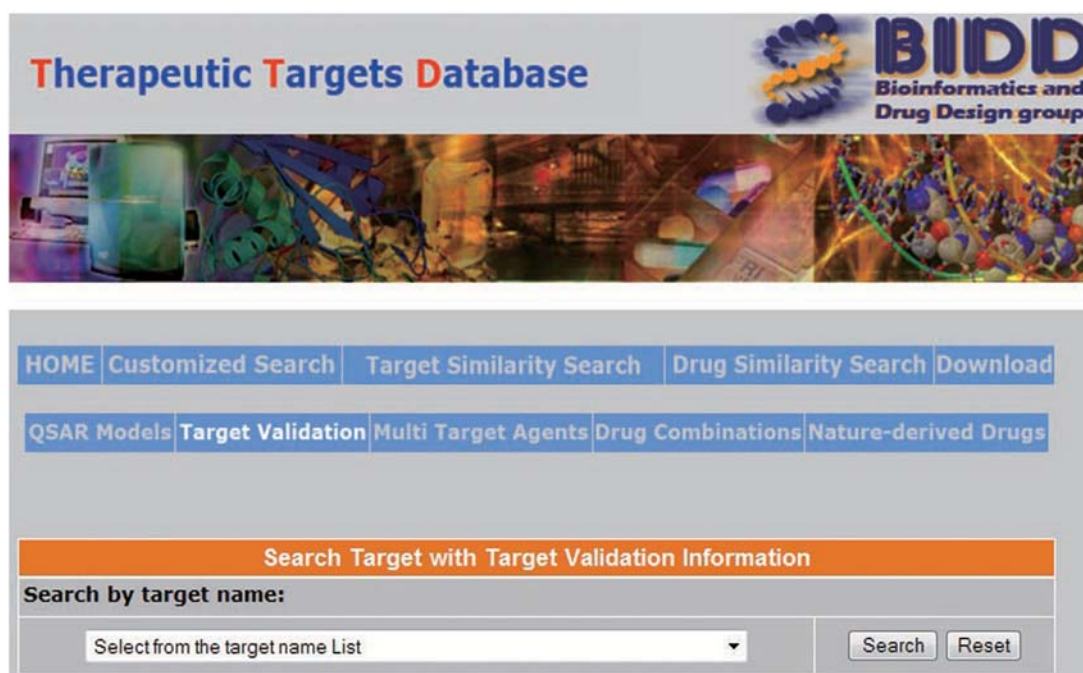 Therapeutic Targets Database
BIDD
Bioinformatics and
Drug Design group
HOME Customized Search Target Similarity Search Drug Similarity Search Download
QSAR Models Target Validation Multi Target Agents Drug Combinations Nature-derived Drugs
Search Target with Target Validation Information
Search by target name:
Select from the target name List Search Reset